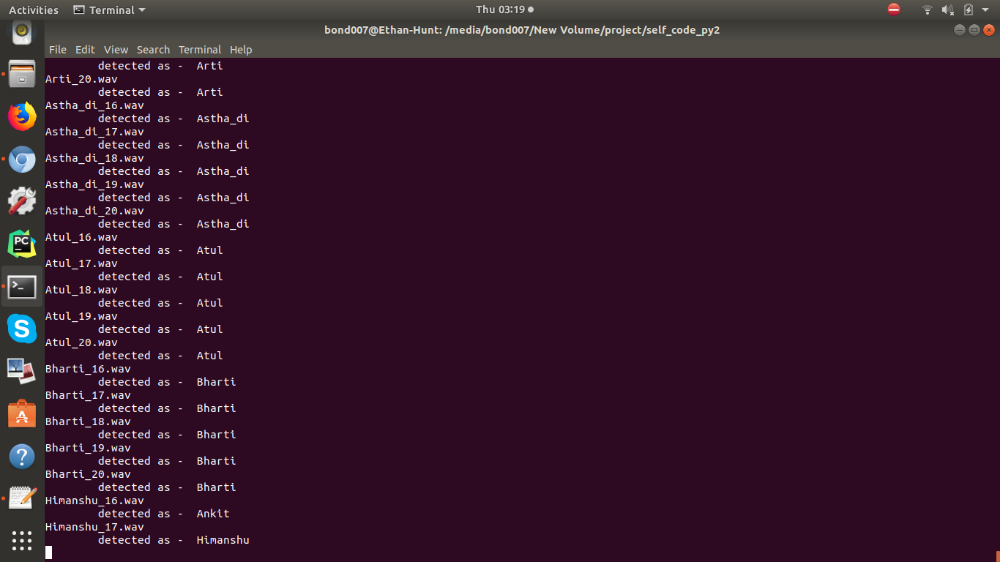 Activities Terminal Thu 03:19
bond007@Ethan-Hunt: /media/bond007/New Volume/project/self_code_py2
File Edit View Search Terminal Help
detected as - Arti
Arti_20.wav
detected as - Arti
Astha_di_16.wav
detected as - Astha_di
Astha_di_17.wav
detected as - Astha_di
Astha_di_18.wav
detected as - Astha_di
Astha_di_19.wav
detected as - Astha_di
Astha_di_20.wav
detected as - Astha_di
Atul_16.wav
detected as - Atul
Atul_17.wav
detected as - Atul
Atul_18.wav
detected as - Atul
Atul_19.wav
detected as - Atul
Atul_20.wav
detected as - Atul
Bharti_16.wav
detected as - Bharti
Bharti_17.wav
detected as - Bharti
Bharti_18.wav
detected as - Bharti
Bharti_19.wav
detected as - Bharti
Bharti_20.wav
detected as - Bharti
Himanshu_16.wav
detected as - Ankit
Himanshu_17.wav
detected as - Himanshu
PC
S
A
?